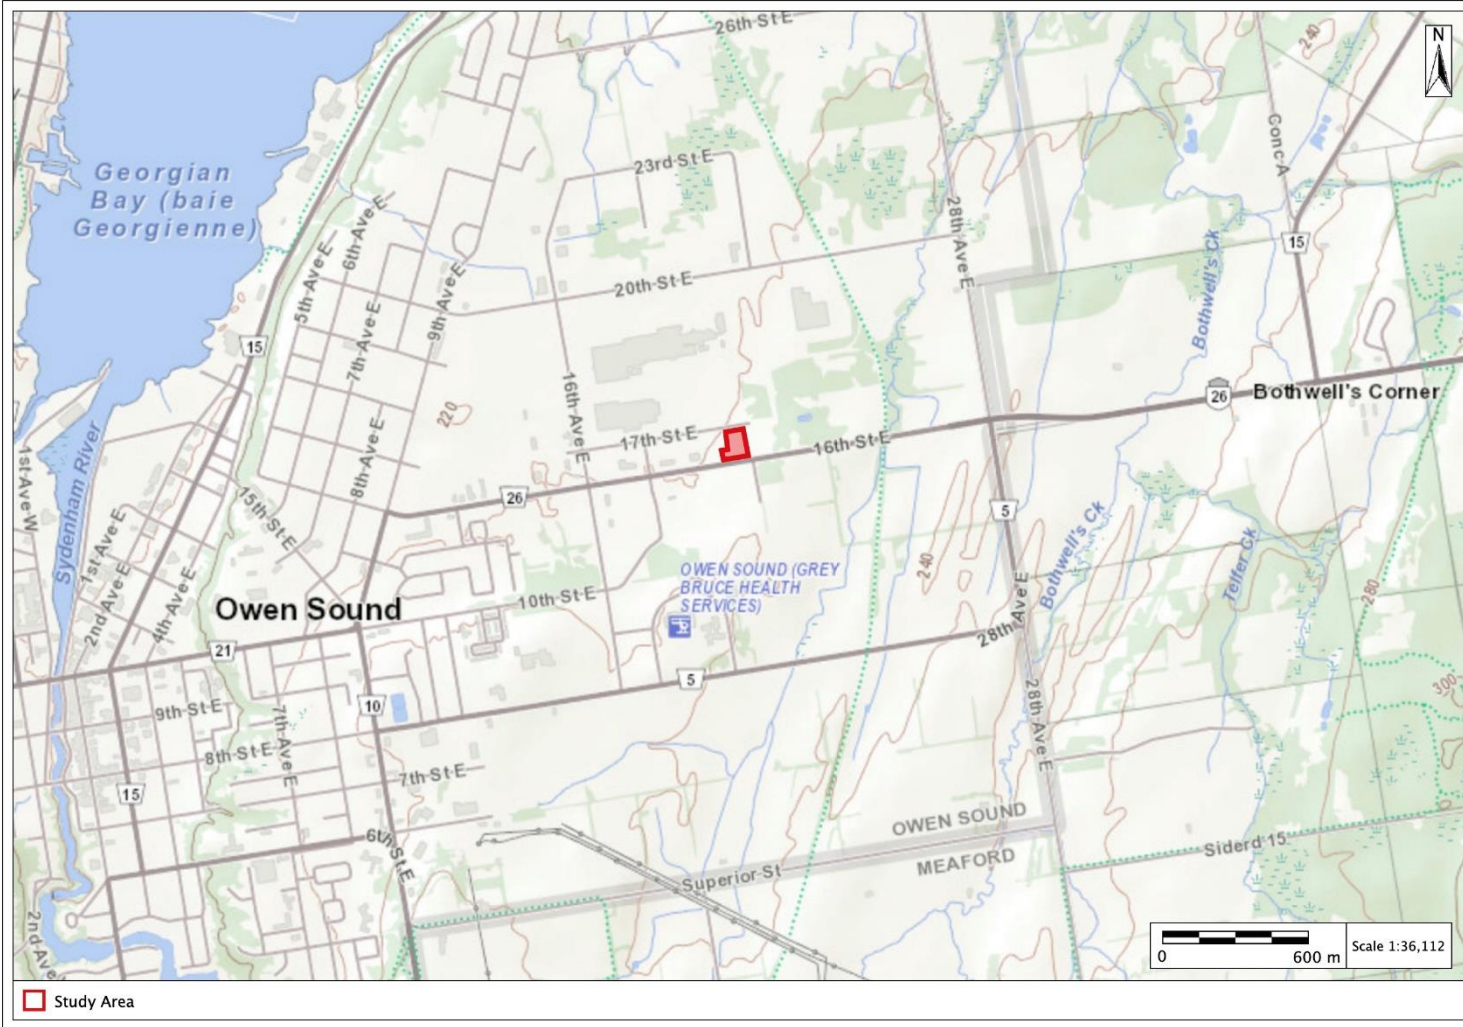 26th St E
N
240
Georgian
Bay (baie
Georgienne)
23rd St E
Conc A
28th Ave E
6th Ave E
5th Ave E
15
Bothwell's Ck
20th St E
9th Ave E
7th Ave E
15
16th Ave E
26
Bothwell's Corner
220
17th St E
16th St E
Sydenham River
1st Ave W
8th Ave E
26
15th St E
5
1st Ave E
Bothwell's Ck
Telfer Ck
240
280
OWEN SOUND (GREY
BRUCE HEALTH
SERVICES)
2nd Ave E
4th Ave E
Owen Sound
10th St E
28th Ave E
21
5
300
10
9th St E
7th Ave E
28th Ave E
8th St E
7th St E
15
OWEN SOUND
6th St E
MEAFORD
Siderd 15
Superior St
2nd Ave
0
600 m
Scale 1:36,112
Study Area